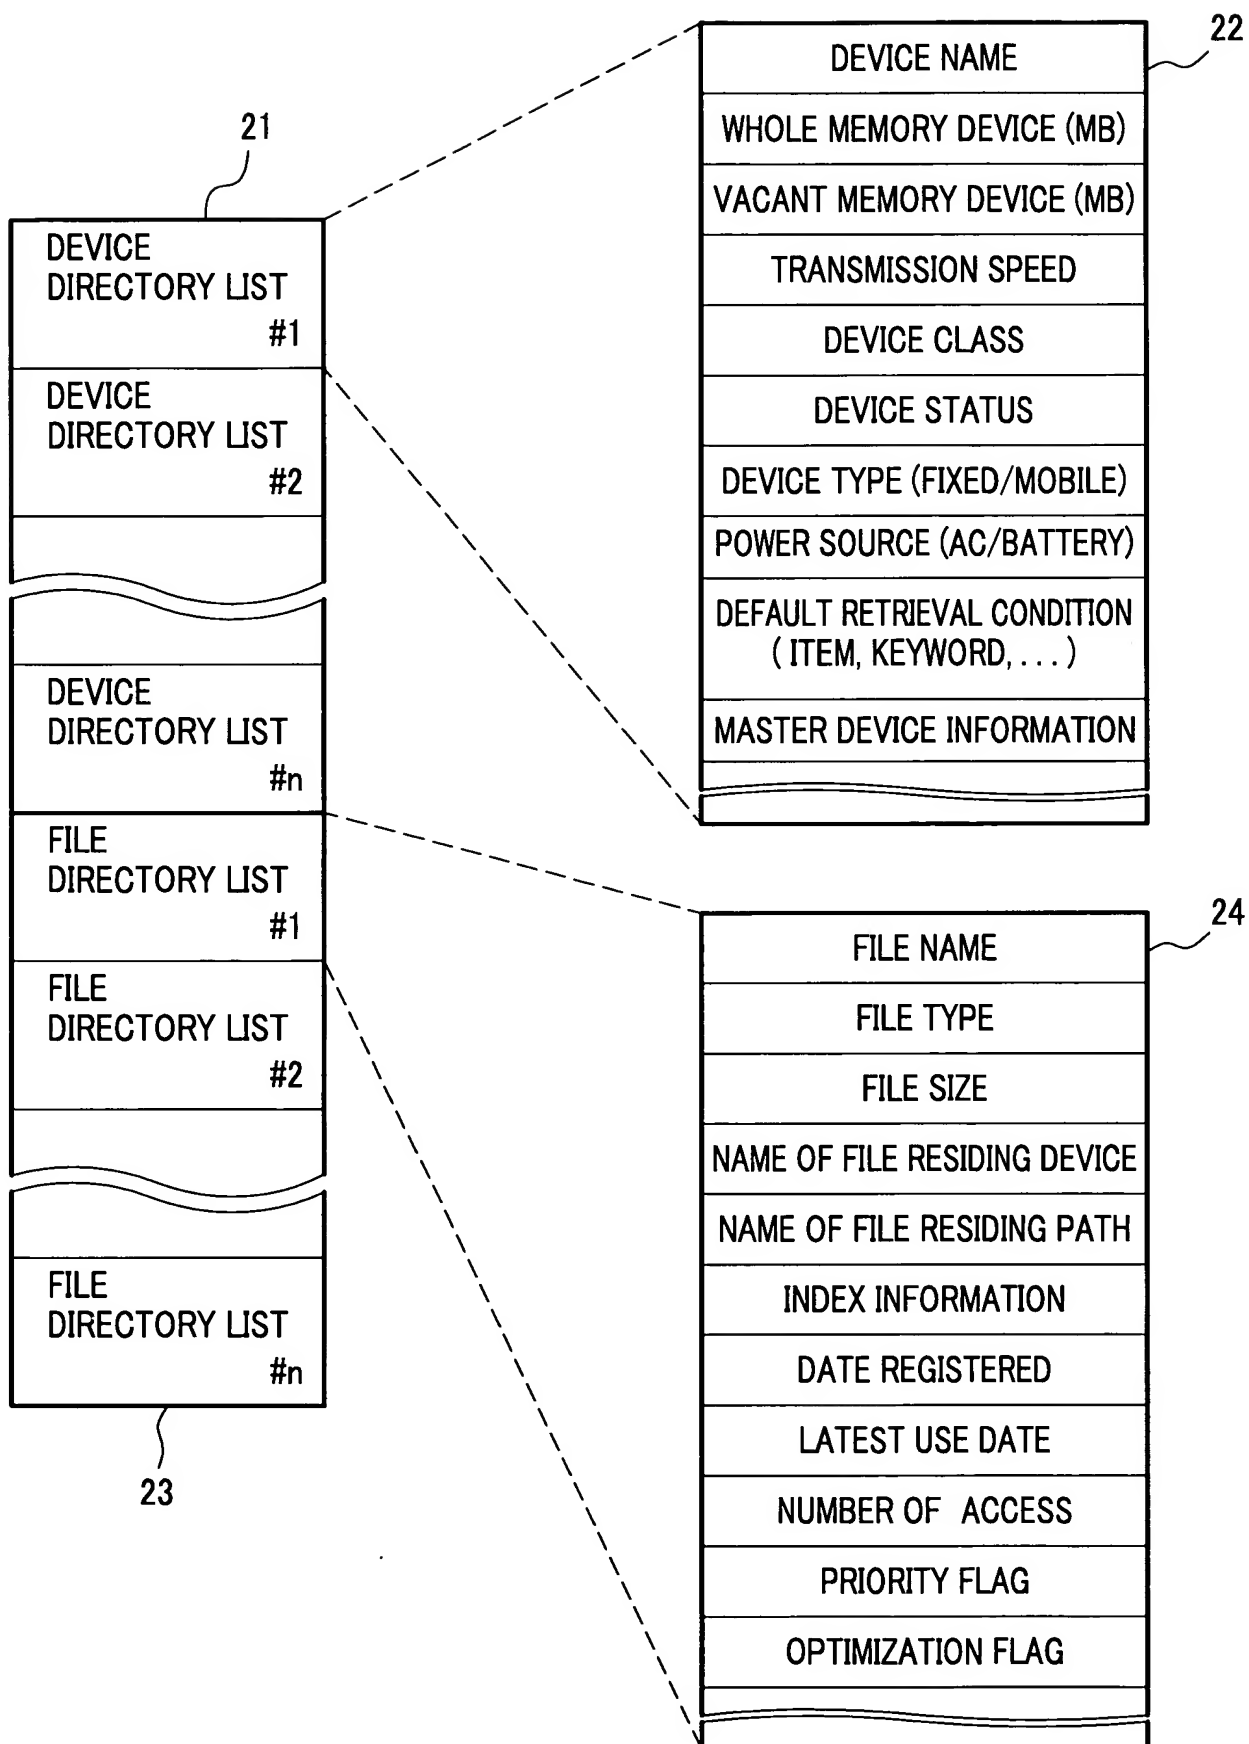 21
DEVICE
DIRECTORY LIST
#1
DEVICE
DIRECTORY LIST
#2
DEVICE
DIRECTORY LIST
#n
FILE
DIRECTORY LIST
#1
FILE
DIRECTORY LIST
#2
FILE
DIRECTORY LIST
#n
23
22
DEVICE NAME
WHOLE MEMORY DEVICE (MB)
VACANT MEMORY DEVICE (MB)
TRANSMISSION SPEED
DEVICE CLASS
DEVICE STATUS
DEVICE TYPE (FIXED/MOBILE)
POWER SOURCE (AC/BATTERY)
DEFAULT RETRIEVAL CONDITION
( ITEM, KEYWORD, . . . )
MASTER DEVICE INFORMATION
24
FILE NAME
FILE TYPE
FILE SIZE
NAME OF FILE RESIDING DEVICE
NAME OF FILE RESIDING PATH
INDEX INFORMATION
DATE REGISTERED
LATEST USE DATE
NUMBER OF ACCESS
PRIORITY FLAG
OPTIMIZATION FLAG